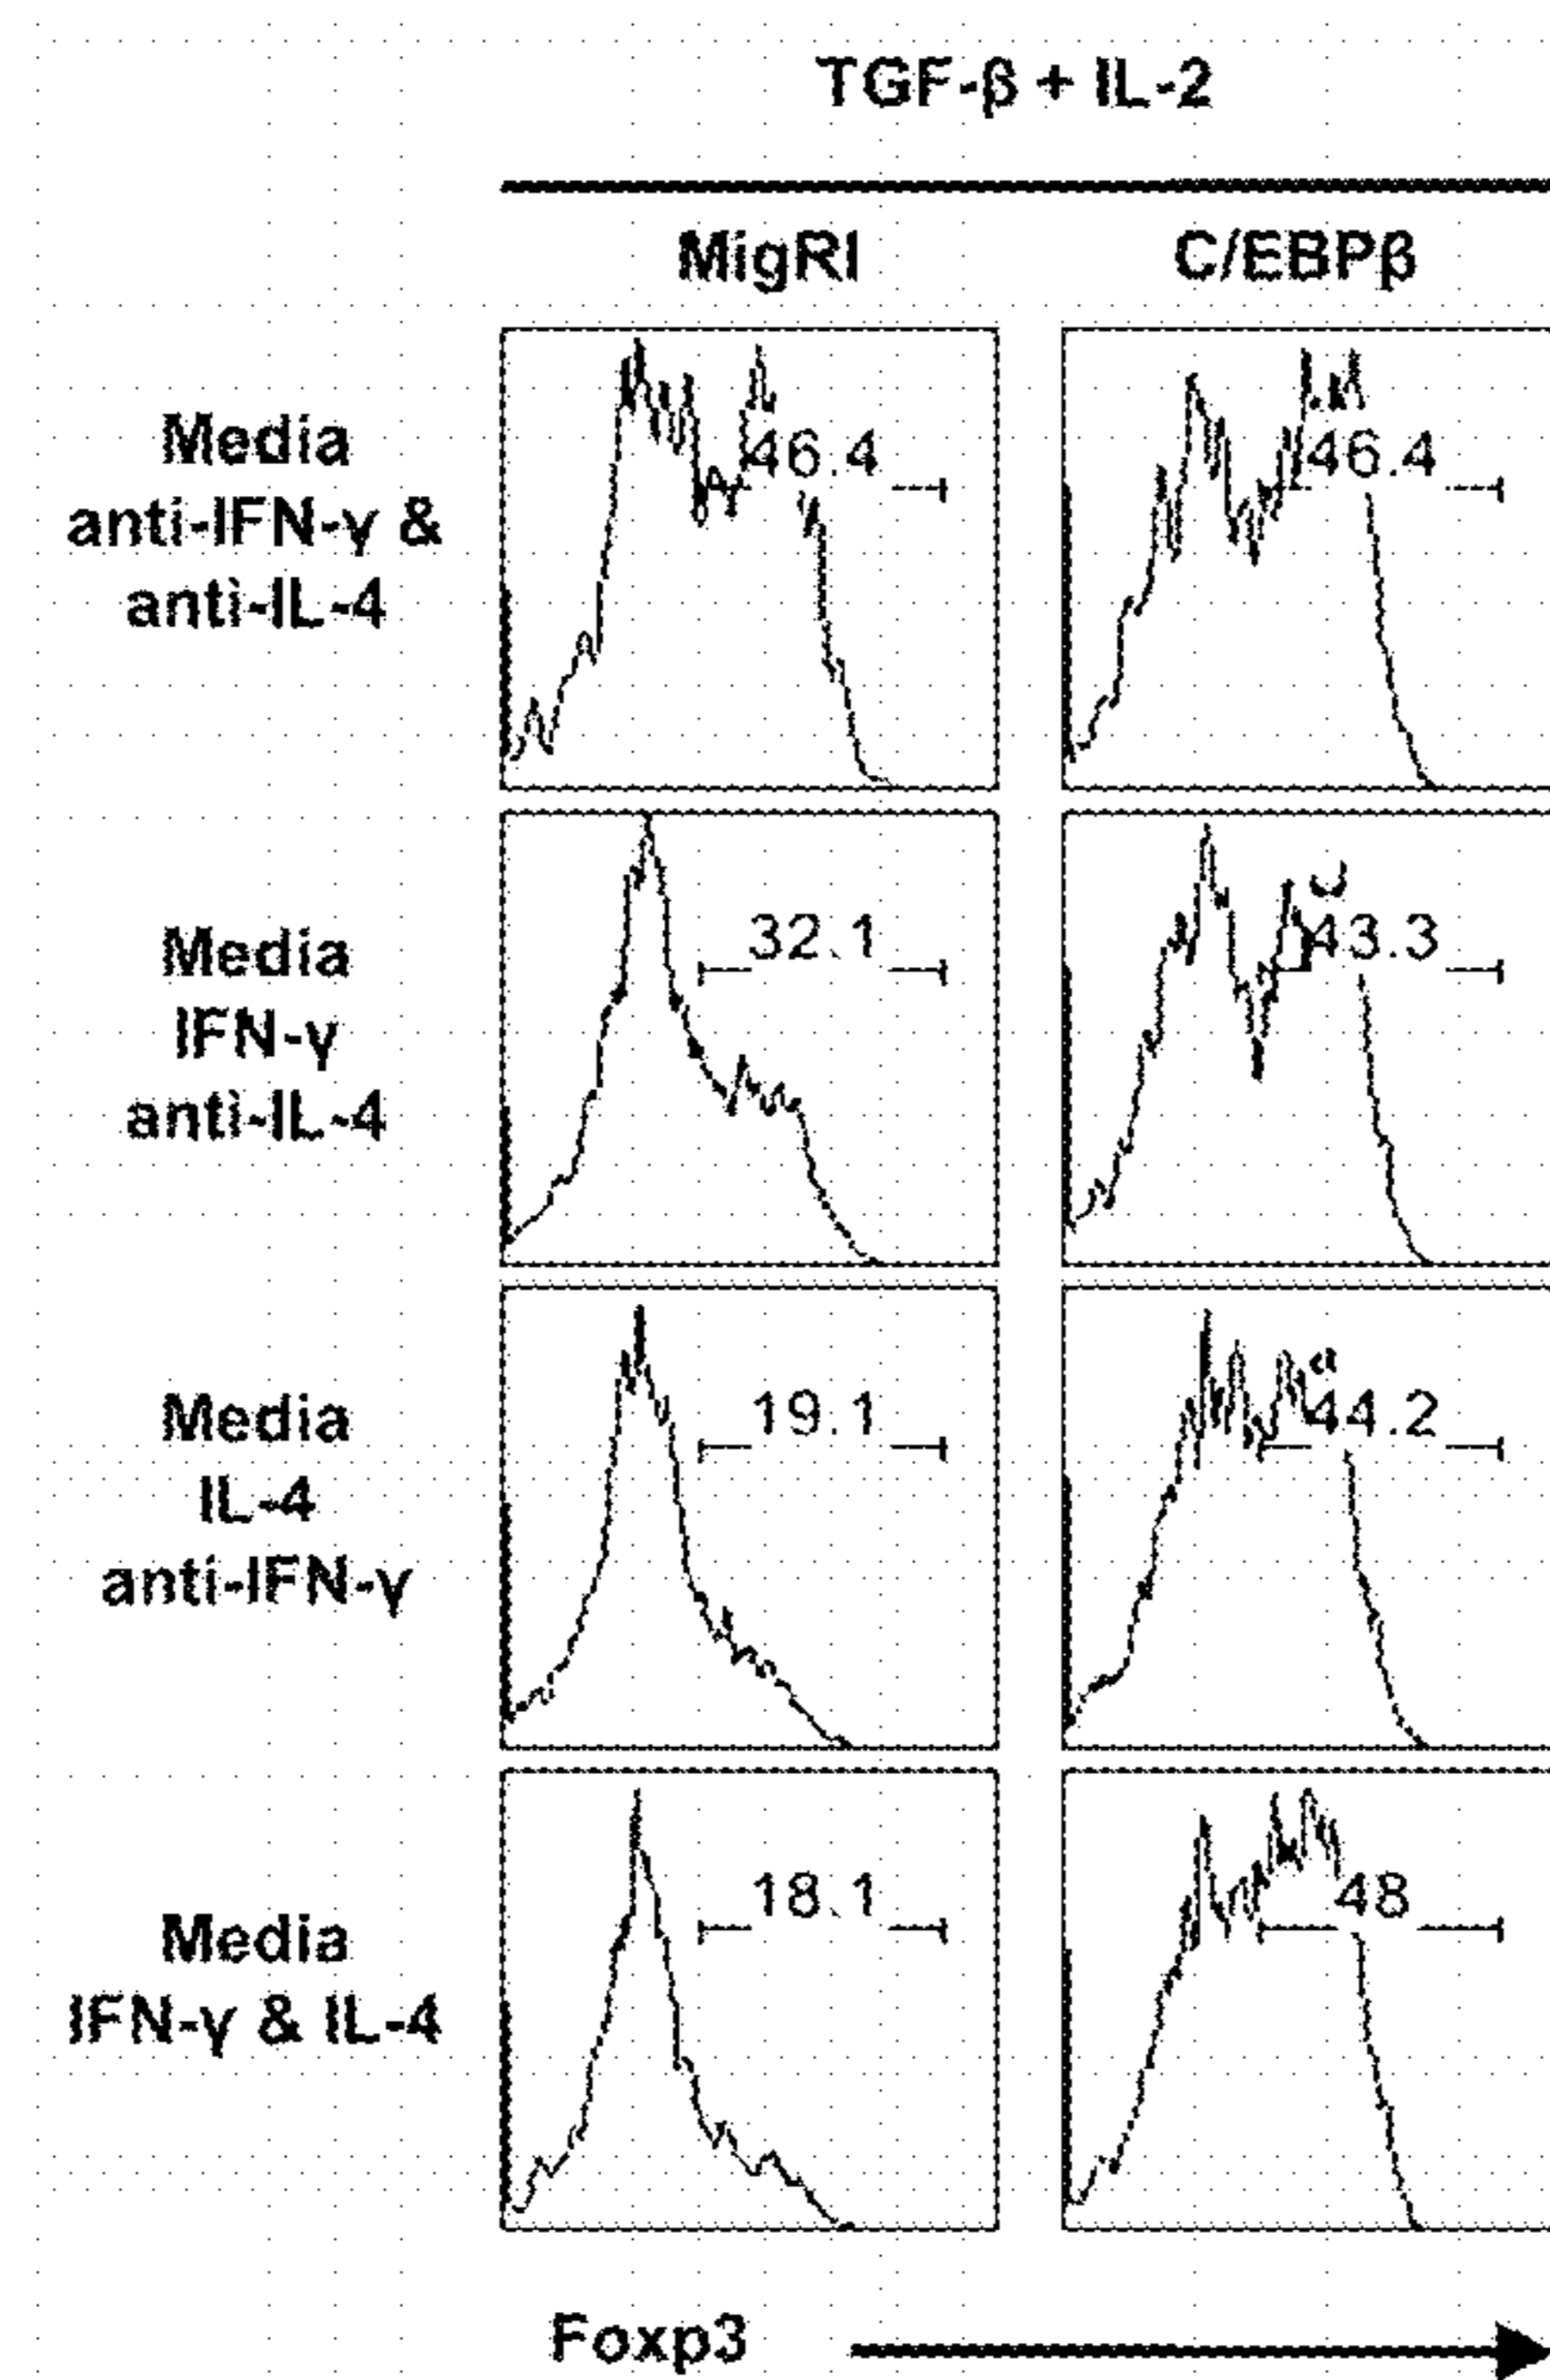 TGF-β + IL-2
MigRI
C/EBPβ
Media
anti-IFN-γ &
anti-IL-4
46.4
46.4
Media
IFN-γ
anti-IL-4
32.1
43.3
Media
IL-4
anti-IFN-γ
19.1
44.2
Media
IFN-γ & IL-4
18.1
48
Foxp3